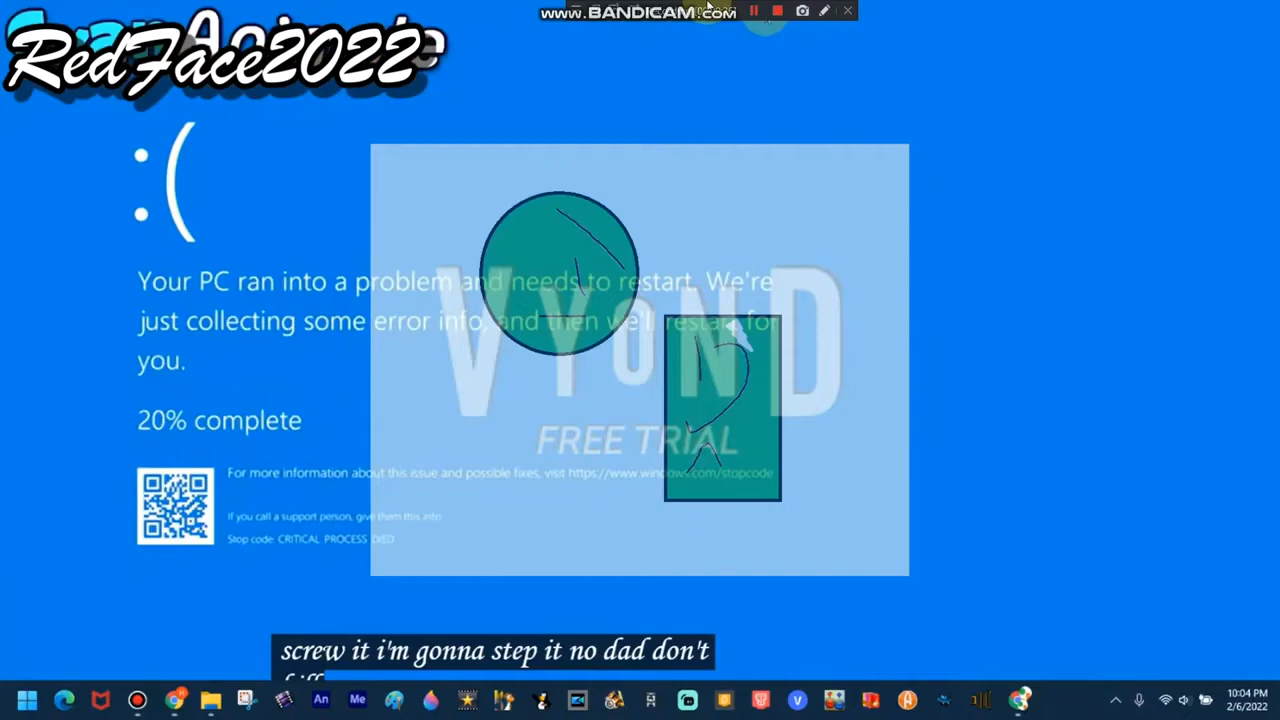 www.BANDICAM.com
RedFace2022
:(
Your PC ran into a problem and needs to restart. We're
just collecting some error info, and then we'll restart for
you.
20% complete
For more information about this issue and possible fixes, visit https://www.windows.com/stopcode
If you call a support person, give them this info:
Stop code: CRITICAL PROCESS DIED
VYOND
FREE TRIAL
screw it i'm gonna step it no dad don't
An
Me
10:04 PM
2/6/2022